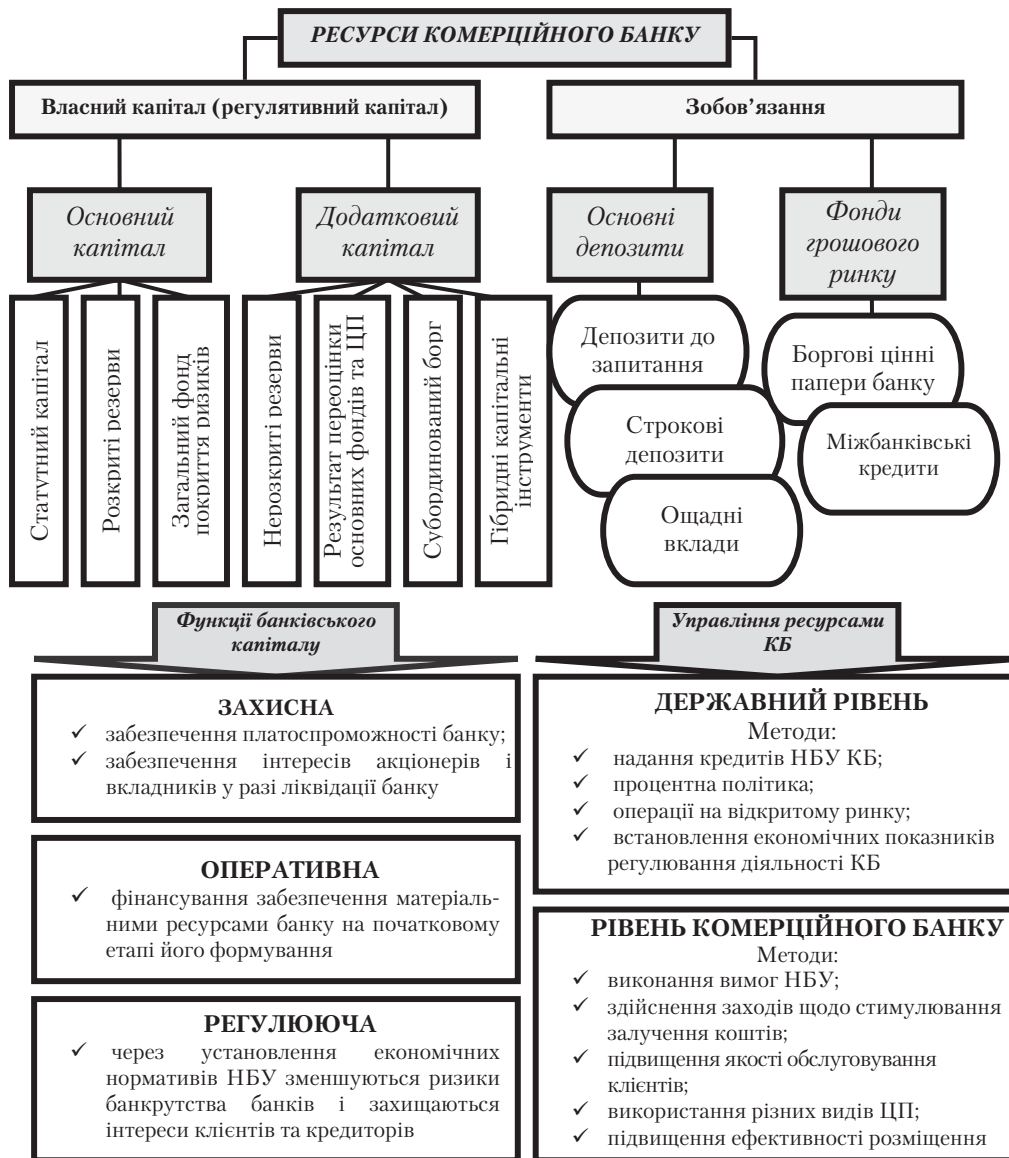 РЕСУРСИ КОМЕРЦІЙНОГО БАНКУ
Власний капітал (регулятивний капітал)
Зобов’язання
Основний
капітал
Додатковий
капітал
Основні
депозити
Фонди
грошового
ринку
Статутний капітал
Розкриті резерви
Загальний фонд
покриття ризиків
Нерозкриті резерви
Результат переоцінки
основних фондів та ЦП
Субординований борг
Гібридні капітальні
інструменти
Депозити до
запитання
Строкові
депозити
Ощадні
вклади
Боргові цінні
папери банку
Міжбанківські
кредити
Функції банківського
капіталу
ЗАХИСНА
✓ забезпечення платоспроможності банку;
✓ забезпечення інтересів акціонерів і
вкладників у разі ліквідації банку
ОПЕРАТИВНА
✓ фінансування забезпечення матеріаль-
ними ресурсами банку на початковому
етапі його формування
РЕГУЛЮЮЧА
✓ через установлення економічних
нормативів НБУ зменшуються ризики
банкрутства банків і захищаються
інтереси клієнтів та кредиторів
Управління ресурсами
КБ
ДЕРЖАВНИЙ РІВЕНЬ
Методи:
✓ надання кредитів НБУ КБ;
✓ процентна політика;
✓ операції на відкритому ринку;
✓ встановлення економічних показників
регулювання діяльності КБ
РІВЕНЬ КОМЕРЦІЙНОГО БАНКУ
Методи:
✓ виконання вимог НБУ;
✓ здійснення заходів щодо стимулювання
залучення коштів;
✓ підвищення якості обслуговування
клієнтів;
✓ використання різних видів ЦП;
✓ підвищення ефективності розміщення